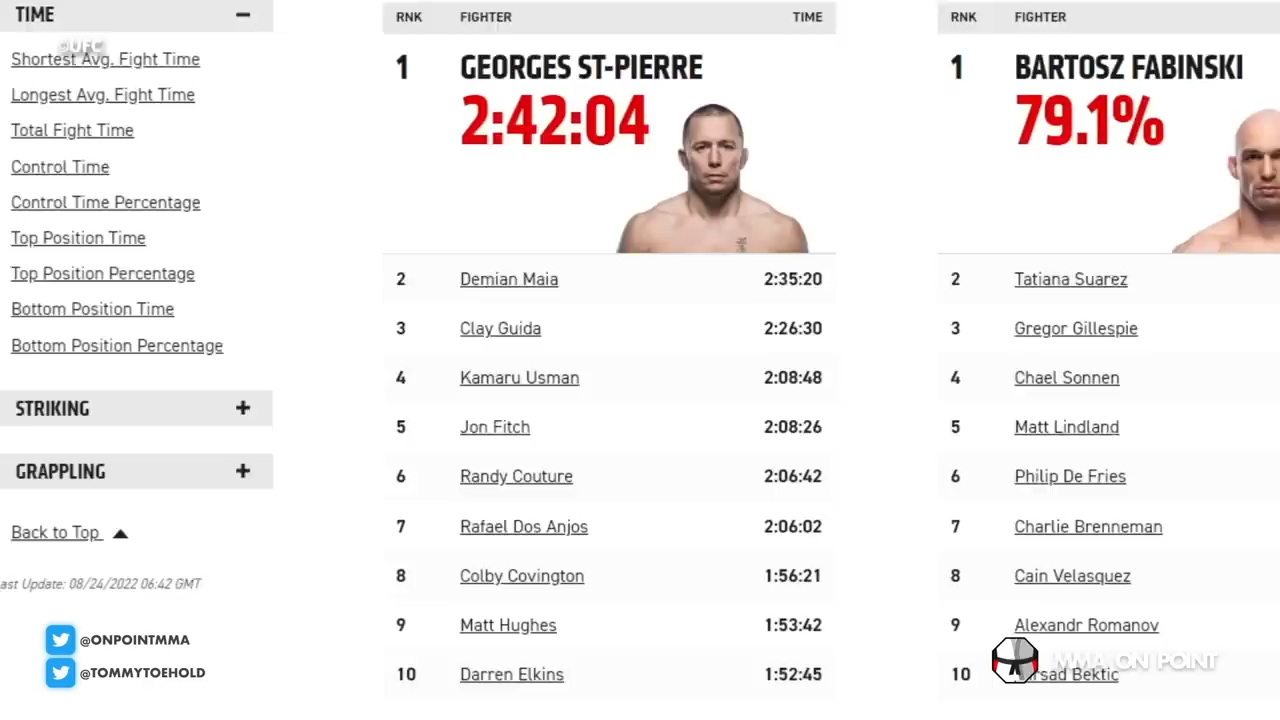 TIME
©UFC
Shortest Avg. Fight Time
Longest Avg. Fight Time
Total Fight Time
Control Time
Control Time Percentage
Top Position Time
Top Position Percentage
Bottom Position Time
Bottom Position Percentage
STRIKING +
GRAPPLING +
Back to Top
ast Update: 08/24/2022 06:42 GMT
@ONPOINTMMA
@TOMMYTOEHOLD
RNK FIGHTER TIME
1 GEORGES ST-PIERRE
2:42:04
2 Demian Maia 2:35:20
3 Clay Guida 2:26:30
4 Kamaru Usman 2:08:48
5 Jon Fitch 2:08:26
6 Randy Couture 2:06:42
7 Rafael Dos Anjos 2:06:02
8 Colby Covington 1:56:21
9 Matt Hughes 1:53:42
10 Darren Elkins 1:52:45
RNK FIGHTER
1 BARTOSZ FABINSKI
79.1%
2 Tatiana Suarez
3 Gregor Gillespie
4 Chael Sonnen
5 Matt Lindland
6 Philip De Fries
7 Charlie Brenneman
8 Cain Velasquez
9 Alexandr Romanov
10 Bektic
MMA ON POINT